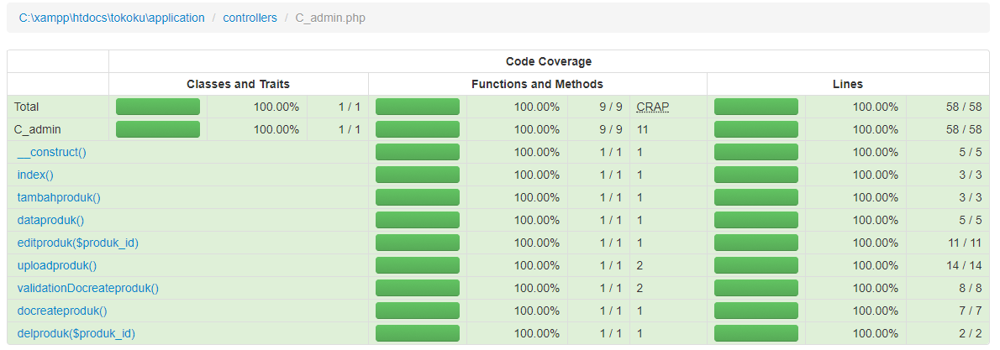 C:\xampp\htdocs\tokoku\application / controllers / C_admin.php
Code Coverage
Classes and Traits Functions and Methods Lines
Total 100.00% 1 / 1 100.00% 9 / 9 CRAP 100.00% 58 / 58
C_admin 100.00% 1 / 1 100.00% 9 / 9 11 100.00% 58 / 58
__construct() 100.00% 1 / 1 1 100.00% 5 / 5
index() 100.00% 1 / 1 1 100.00% 3 / 3
tambahproduk() 100.00% 1 / 1 1 100.00% 3 / 3
dataproduk() 100.00% 1 / 1 1 100.00% 5 / 5
editproduk($produk_id) 100.00% 1 / 1 1 100.00% 11 / 11
uploadproduk() 100.00% 1 / 1 2 100.00% 14 / 14
validationDocreateproduk() 100.00% 1 / 1 2 100.00% 8 / 8
docreateproduk() 100.00% 1 / 1 1 100.00% 7 / 7
delproduk($produk_id) 100.00% 1 / 1 1 100.00% 2 / 2